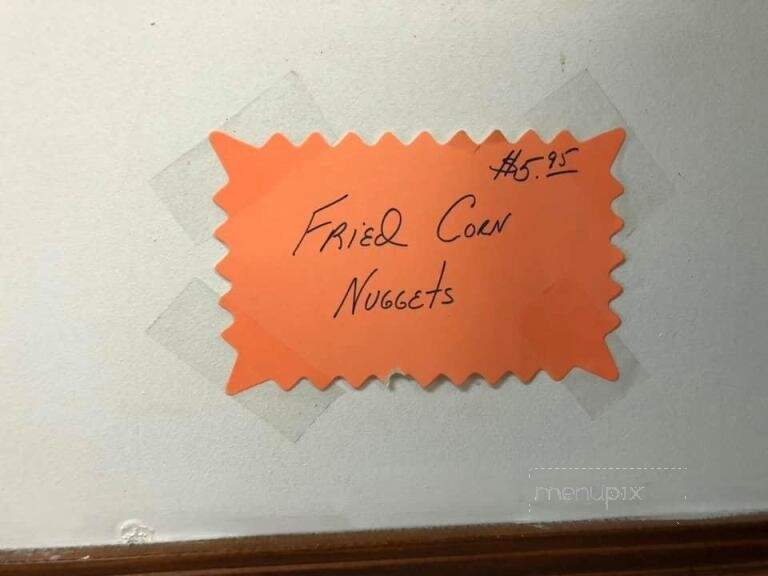 $5.95
Fried Corn
Nuggets
menupix